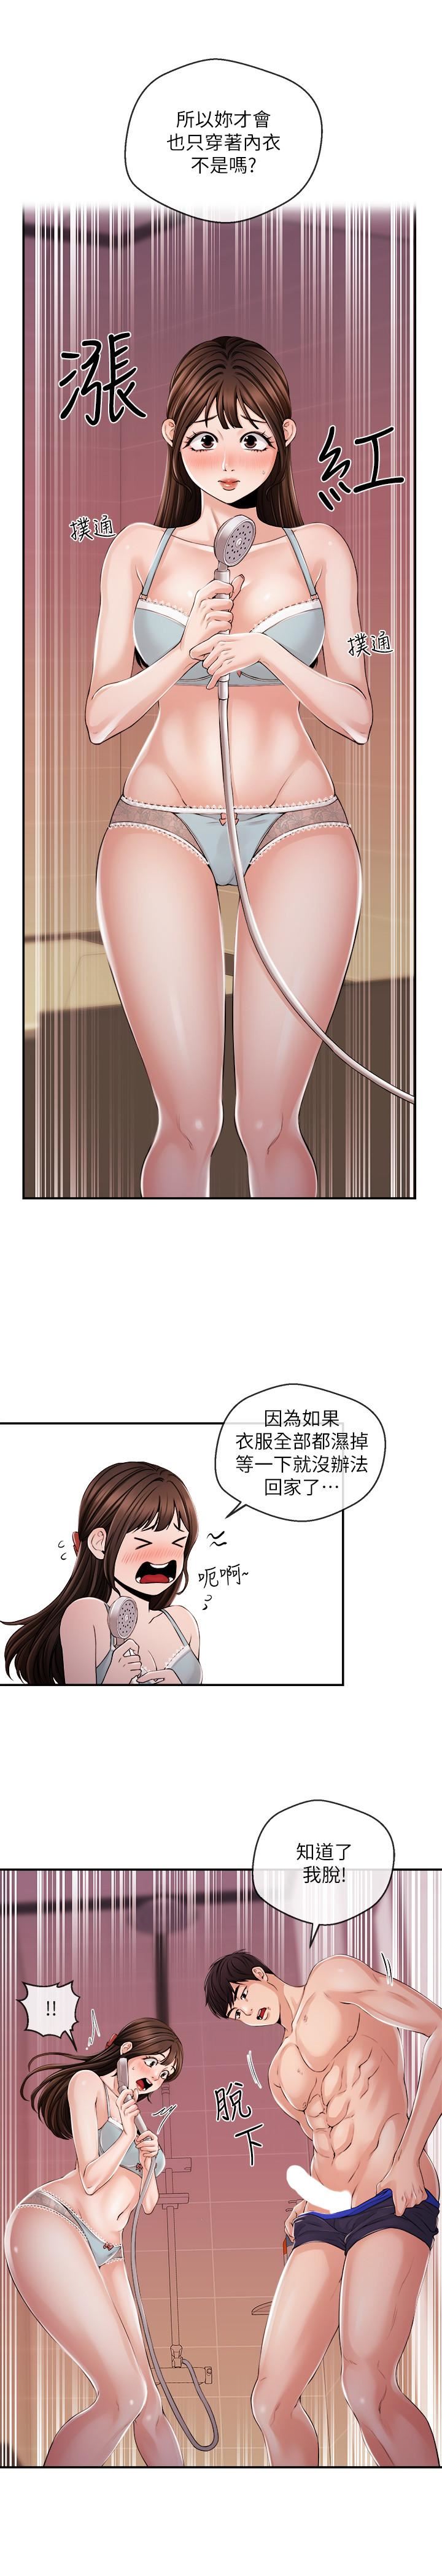 所以妳才會
也只穿著內衣
不是嗎?
漲
紅
撲通
撲通
因為如果
衣服全部都濕掉
等一下就沒辦法
回家了…
呃啊~
知道了
我脫!
!!
脫
下